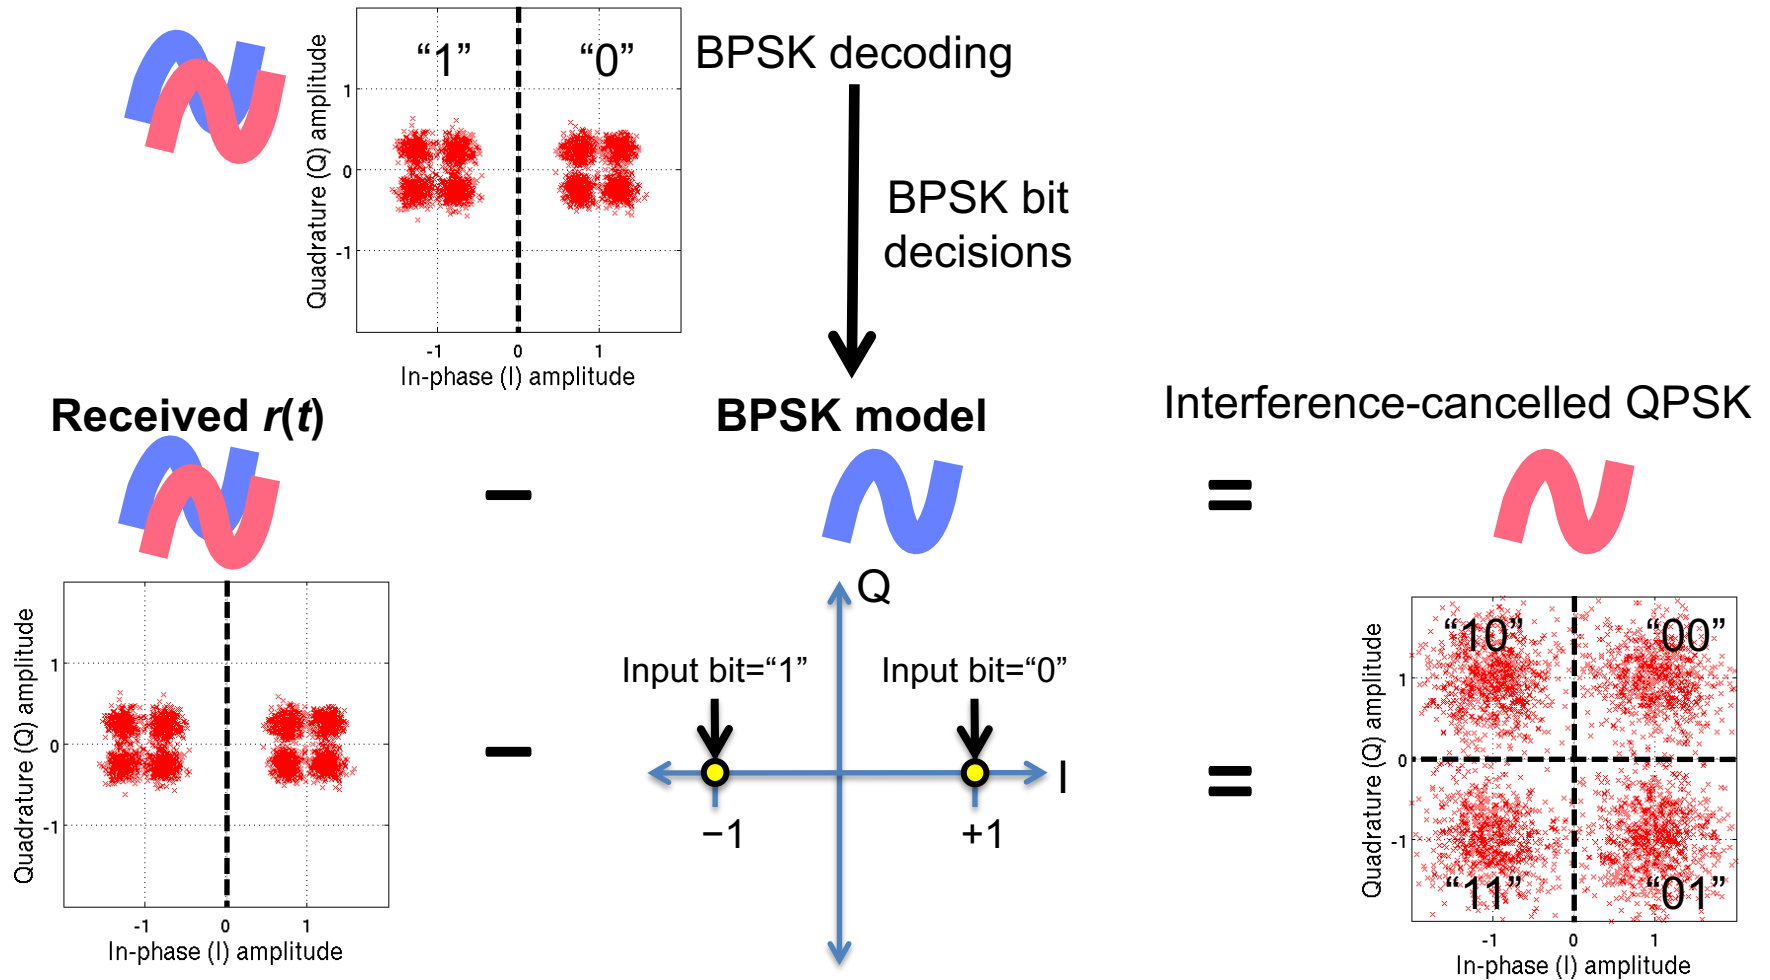 “1” “0”
BPSK decoding
Quadrature (Q) amplitude
1
0
-1
-1 0 1
In-phase (I) amplitude
BPSK bit
decisions
Received r(t)
BPSK model
Interference-cancelled QPSK
–
=
Quadrature (Q) amplitude
1
0
-1
-1 0 1
In-phase (I) amplitude
–
Q
Input bit=“1” Input bit=“0”
I
−1 +1
=
Quadrature (Q) amplitude
“10” “00”
1
0
-1
“11” “01”
-1 0 1
In-phase (I) amplitude